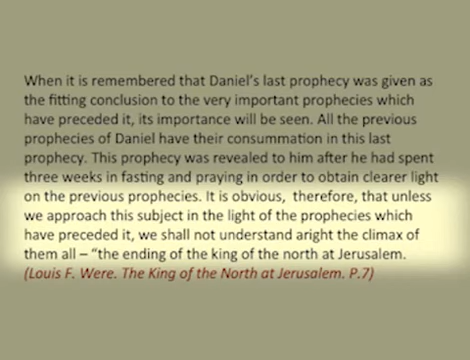 When it is remembered that Daniel's last prophecy was given as
the fitting conclusion to the very important prophecies which
have preceded it, its importance will be seen. All the previous
prophecies of Daniel have their consummation in this last
prophecy. This prophecy was revealed to him after he had spent
three weeks in fasting and praying in order to obtain clearer light
on the previous prophecies. It is obvious, therefore, that unless
we approach this subject in the light of the prophecies which
have preceded it, we shall not understand aright the climax of
them all – “the ending of the king of the north at Jerusalem.
(Louis F. Were. The King of the North at Jerusalem. P.7)